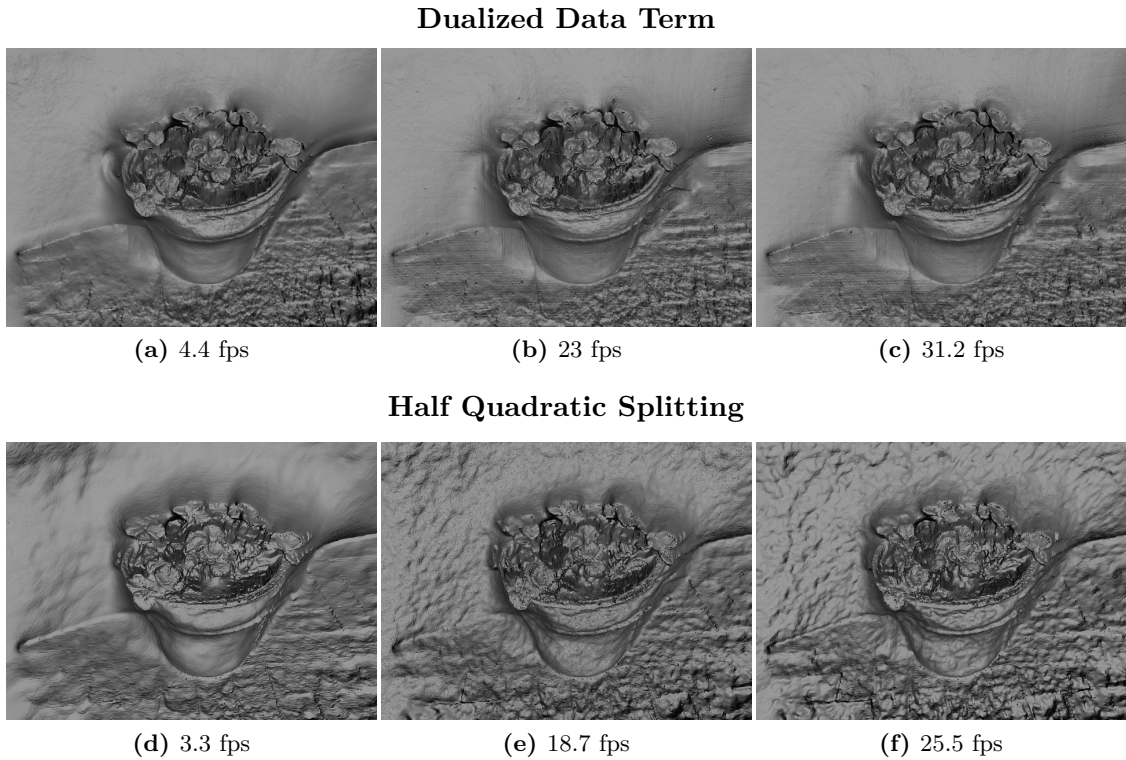 Dualized Data Term
(a) 4.4 fps
(b) 23 fps
(c) 31.2 fps
Half Quadratic Splitting
(d) 3.3 fps
(e) 18.7 fps
(f) 25.5 fps